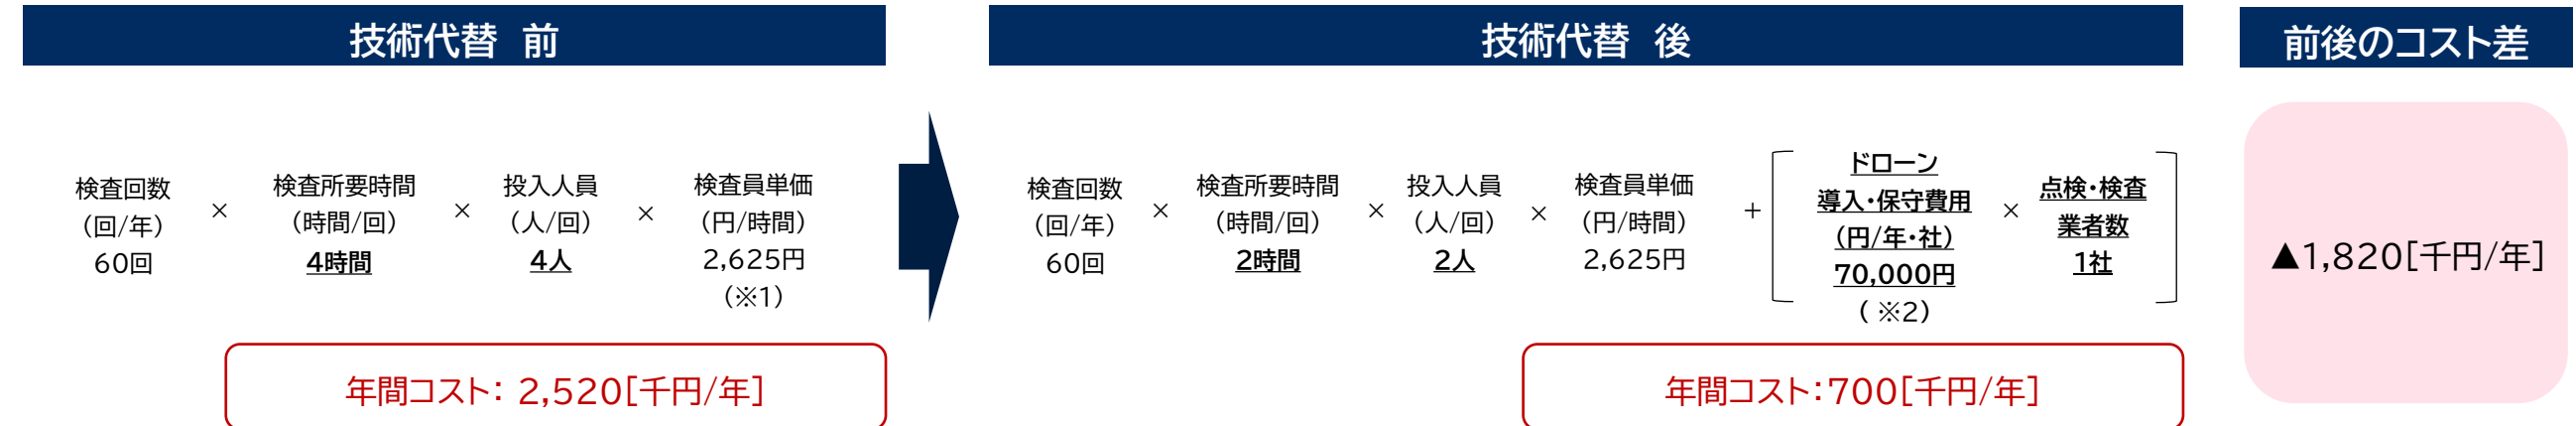 技術代替 前
検査回数
(回/年)
60回
×
検査所要時間
(時間/回)
4時間
×
投入人員
(人/回)
4人
×
検査員単価
(円/時間)
2,625円
(※1)
年間コスト: 2,520[千円/年]
技術代替 後
検査回数
(回/年)
60回
×
検査所要時間
(時間/回)
2時間
×
投入人員
(人/回)
2人
×
検査員単価
(円/時間)
2,625円
+
ドローン
導入・保守費用
(円/年・社)
70,000円
( ※2)
×
点検・検査
業者数
1社
年間コスト:700[千円/年]
前後のコスト差
▲1,820[千円/年]